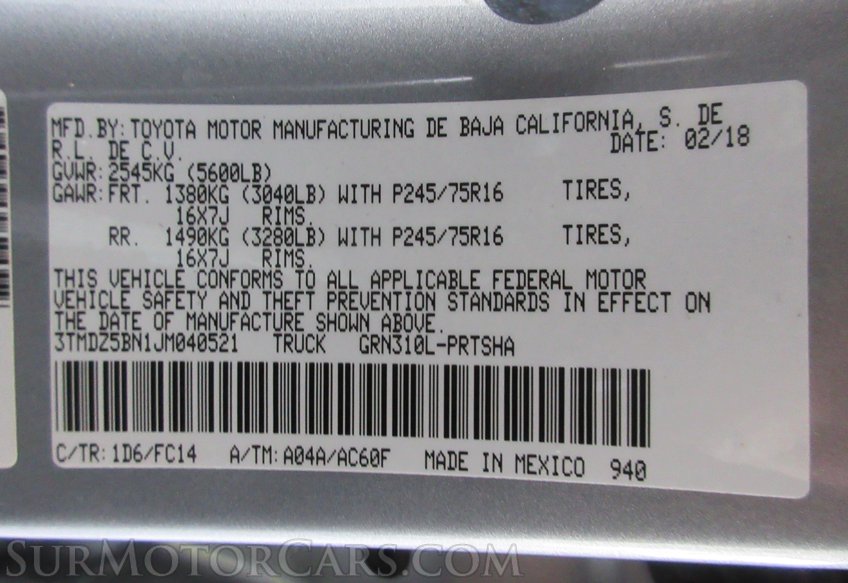 MFD.BY: TOYOTA MOTOR MANUFACTURING DE BAJA CALIFORNIA, S. DE
R.L. DE C.V. DATE: 02/18
GVWR: 2545KG (5600LB)
GAWR: FRT. 1380KG (3040LB) WITH P245/75R16 TIRES,
16X7J RIMS.
RR. 1490KG (3280LB) WITH P245/75R16 TIRES,
16X7J RIMS.
THIS VEHICLE CONFORMS TO ALL APPLICABLE FEDERAL MOTOR
VEHICLE SAFETY AND THEFT PREVENTION STANDARDS IN EFFECT ON
THE DATE OF MANUFACTURE SHOWN ABOVE.
3TMDZ5BN1JM040521 TRUCK GRN310L-PRTSHA
C/TR: 1D6/FC14 A/TM: A04A/AC60F MADE IN MEXICO 940
SURMOTORCARS.COM